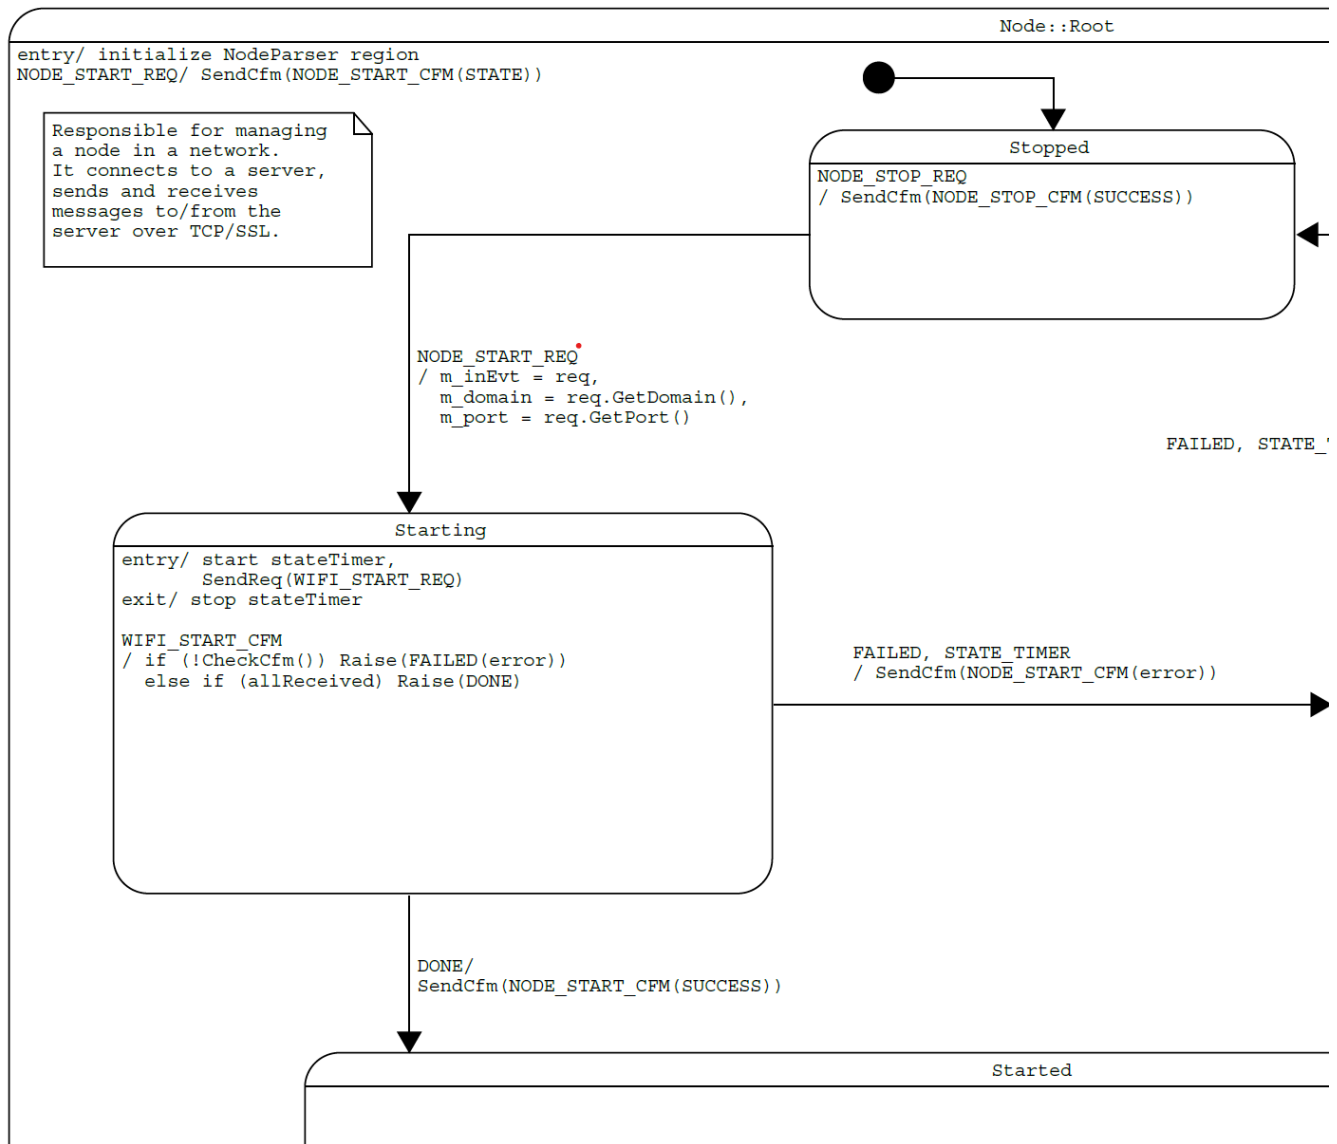 Node::Root
entry/ initialize NodeParser region
NODE_START_REQ/ SendCfm(NODE_START_CFM(STATE))
Responsible for managing
a node in a network.
It connects to a server,
sends and receives
messages to/from the
server over TCP/SSL.
Stopped
NODE_STOP_REQ
/ SendCfm(NODE_STOP_CFM(SUCCESS))
NODE_START_REQ
/ m_inEvt = req,
m_domain = req.GetDomain(),
m_port = req.GetPort()
FAILED, STATE_
Starting
entry/ start stateTimer,
SendReq(WIFI_START_REQ)
exit/ stop stateTimer
WIFI_START_CFM
/ if (!CheckCfm()) Raise(FAILED(error))
else if (allReceived) Raise(DONE)
FAILED, STATE_TIMER
/ SendCfm(NODE_START_CFM(error))
DONE/
SendCfm(NODE_START_CFM(SUCCESS))
Started